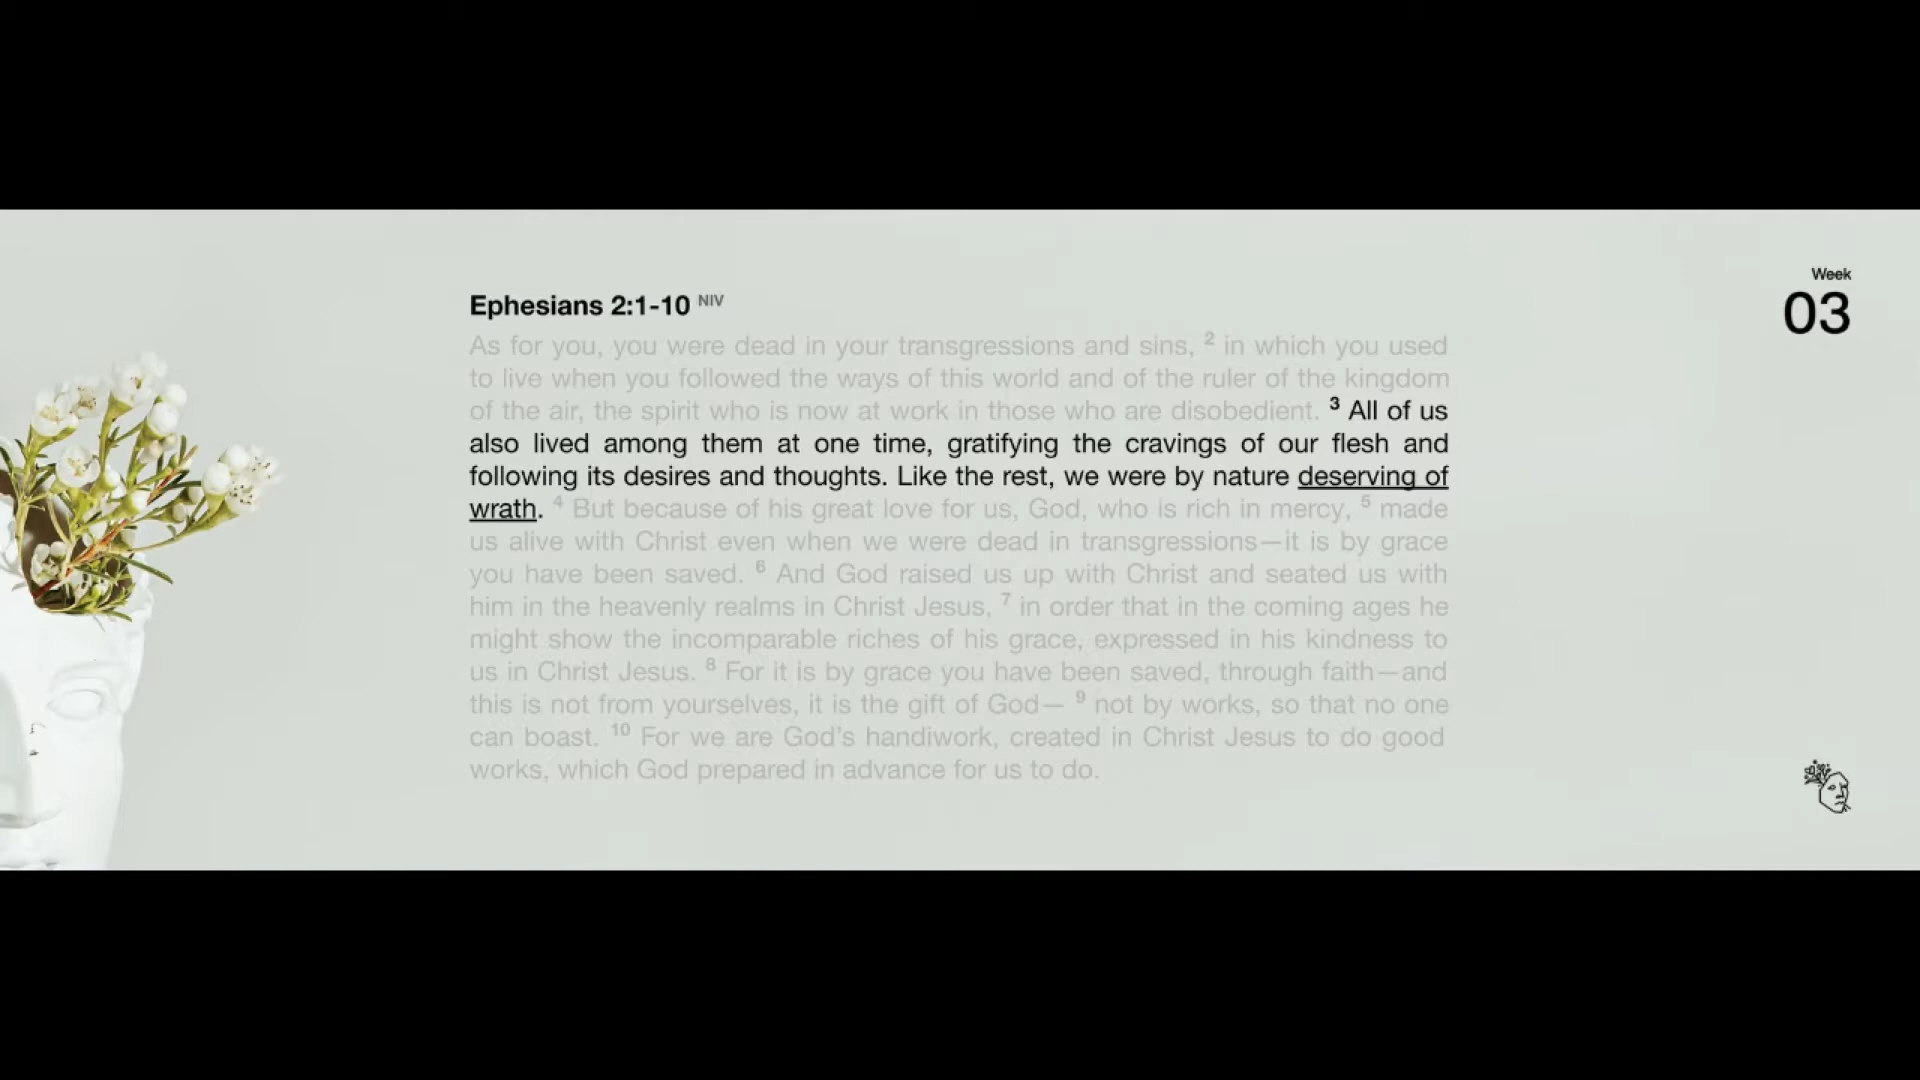 Week
03
Ephesians 2:1-10 NIV
As for you, you were dead in your transgressions and sins, 2 in which you used
to live when you followed the ways of this world and of the ruler of the kingdom
of the air, the spirit who is now at work in those who are disobedient. 3 All of us
also lived among them at one time, gratifying the cravings of our flesh and
following its desires and thoughts. Like the rest, we were by nature deserving of
wrath. 4 But because of his great love for us, God, who is rich in mercy, 5 made
us alive with Christ even when we were dead in transgressions—it is by grace
you have been saved. 6 And God raised us up with Christ and seated us with
him in the heavenly realms in Christ Jesus, 7 in order that in the coming ages he
might show the incomparable riches of his grace, expressed in his kindness to
us in Christ Jesus. 8 For it is by grace you have been saved, through faith—and
this is not from yourselves, it is the gift of God— 9 not by works, so that no one
can boast. 10 For we are God’s handiwork, created in Christ Jesus to do good
works, which God prepared in advance for us to do.